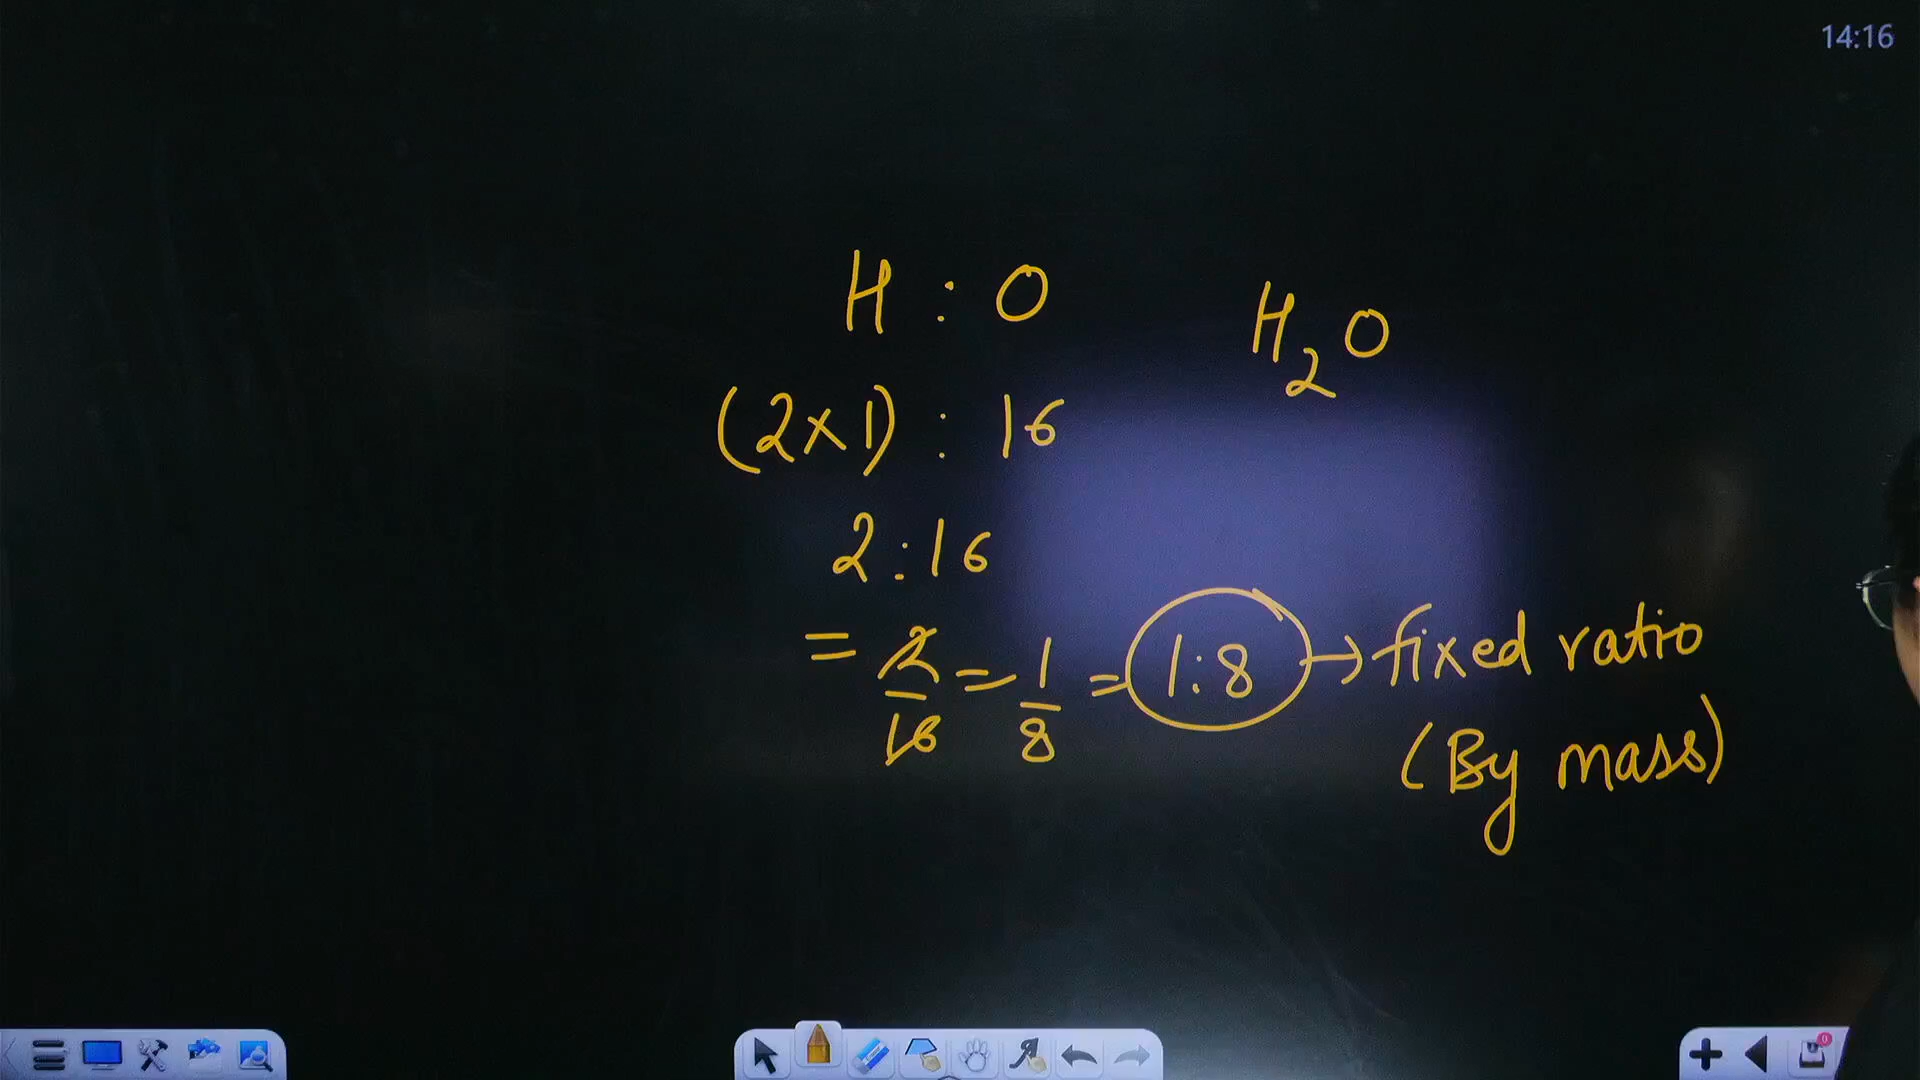 14:16
H : O
H₂O
(2×1) : 16
2 : 16
= 2/16 = 1/8 = 1:8 → fixed ratio
(By mass)